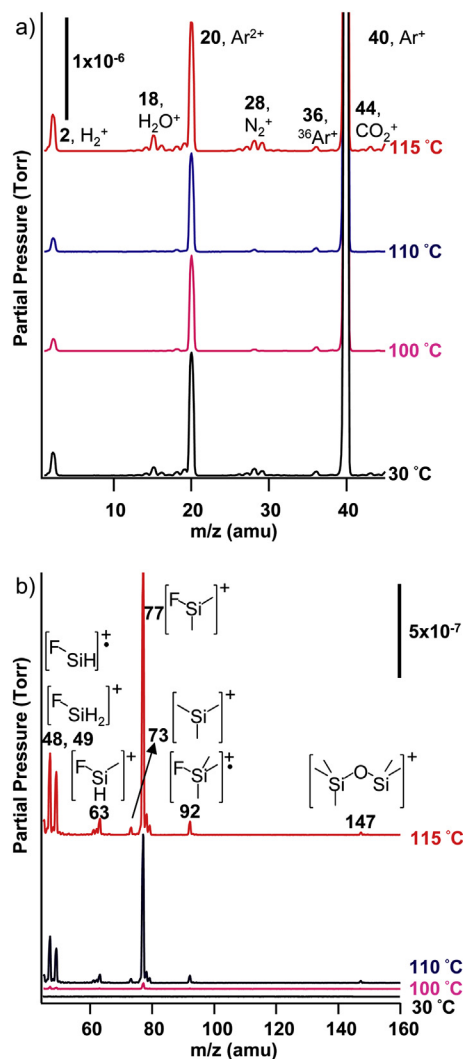 a)
1x10-6
20, Ar2+
40, Ar+
18,
H2O+
28,
N2+
36,
36Ar+
44,
CO2+
2, H2+
115 °C
110 °C
100 °C
30 °C
Partial Pressure (Torr)
10 20 30 40
m/z (amu)
b)
5x10-7
77 [F Si]+
[F SiH]+•
[F SiH2]+
48, 49
73 [Si]+
[F Si H]+
63
[F Si]+•
92
[Si O Si]+
147
115 °C
110 °C
100 °C
30 °C
Partial Pressure (Torr)
60 80 100 120 140 160
m/z (amu)